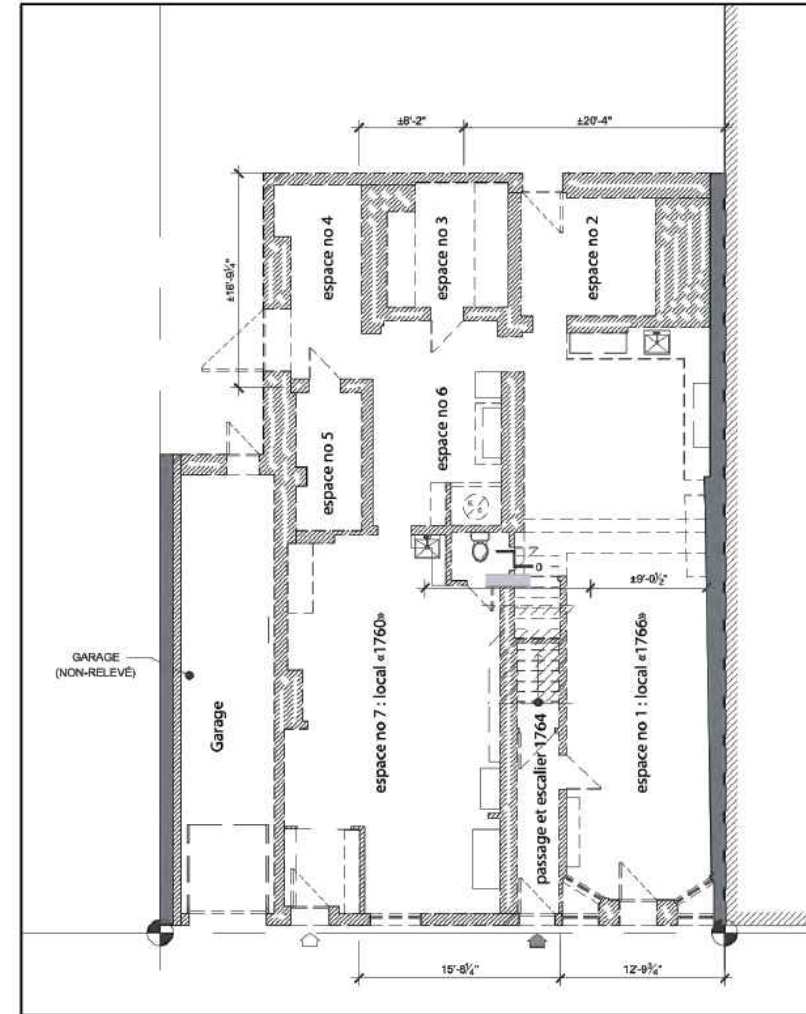 ±8'-2"
±20'-4"
±16'-9¼"
espace no 4
espace no 3
espace no 2
espace no 5
espace no 6
±9'-0½"
GARAGE
(NON-RELEVÉ)
Garage
espace no 7 : local «1760»
passage et escalier 1764
espace no 1 : local «1766»
15'-8¼"
12'-9¾"